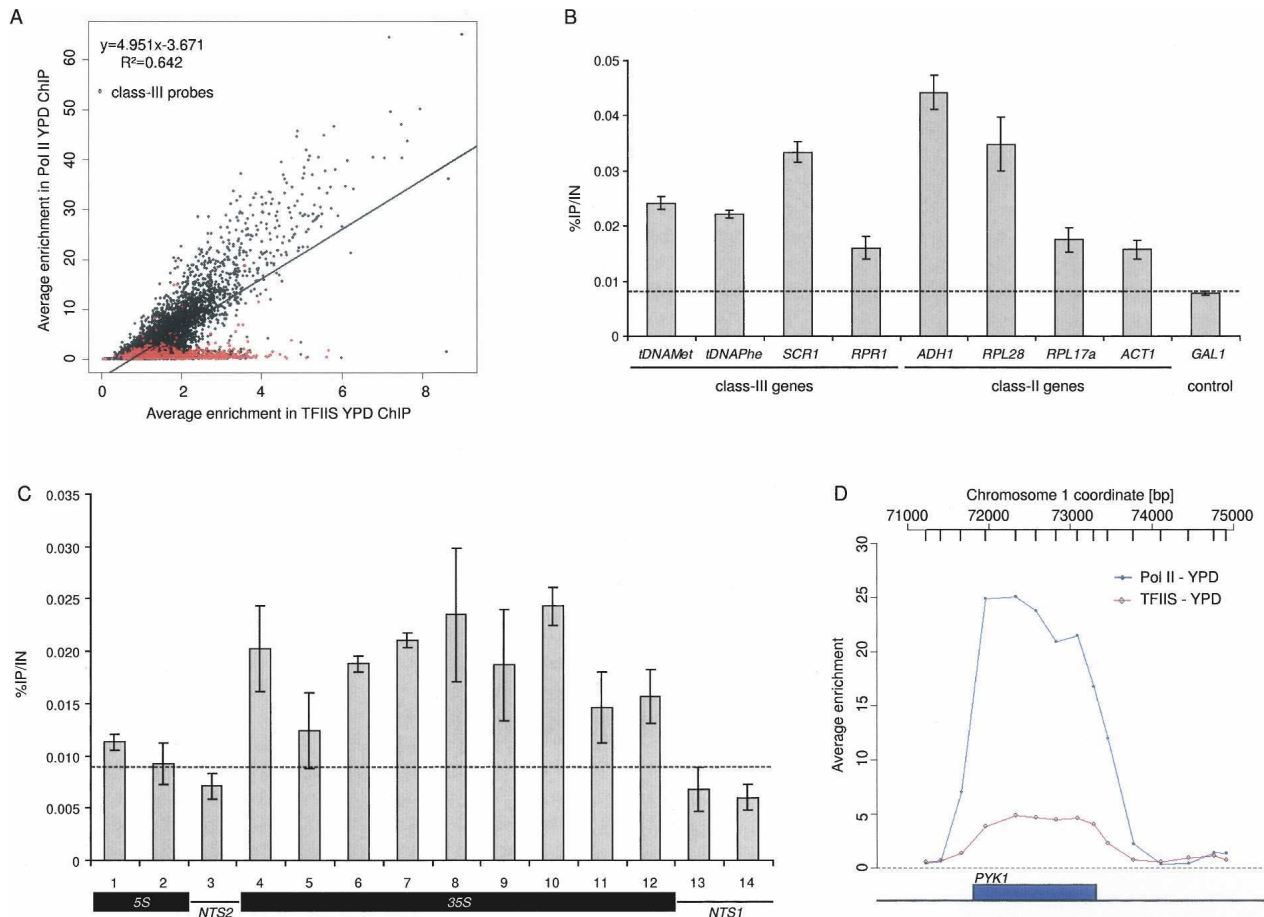 A
y=4.951x-3.671
R²=0.642
class-III probes
Average enrichment in Pol II YPD ChIP
0 10 20 30 40 50 60
0 2 4 6 8
Average enrichment in TFIIS YPD ChIP
B
%IP/IN
0.05
0.04
0.03
0.02
0.01
0
tDNAMet tDNAPhe SCR1 RPR1 ADH1 RPL28 RPL17a ACT1 GAL1
class-III genes class-II genes control
C
%IP/IN
0.035
0.030
0.025
0.020
0.015
0.010
0.005
0
1 2 3 4 5 6 7 8 9 10 11 12 13 14
5S NTS2 35S NTS1
D
Chromosome 1 coordinate [bp]
71000 72000 73000 74000 75000
Average enrichment
30
25
20
15
10
5
0
Pol II - YPD
TFIIS - YPD
PYK1